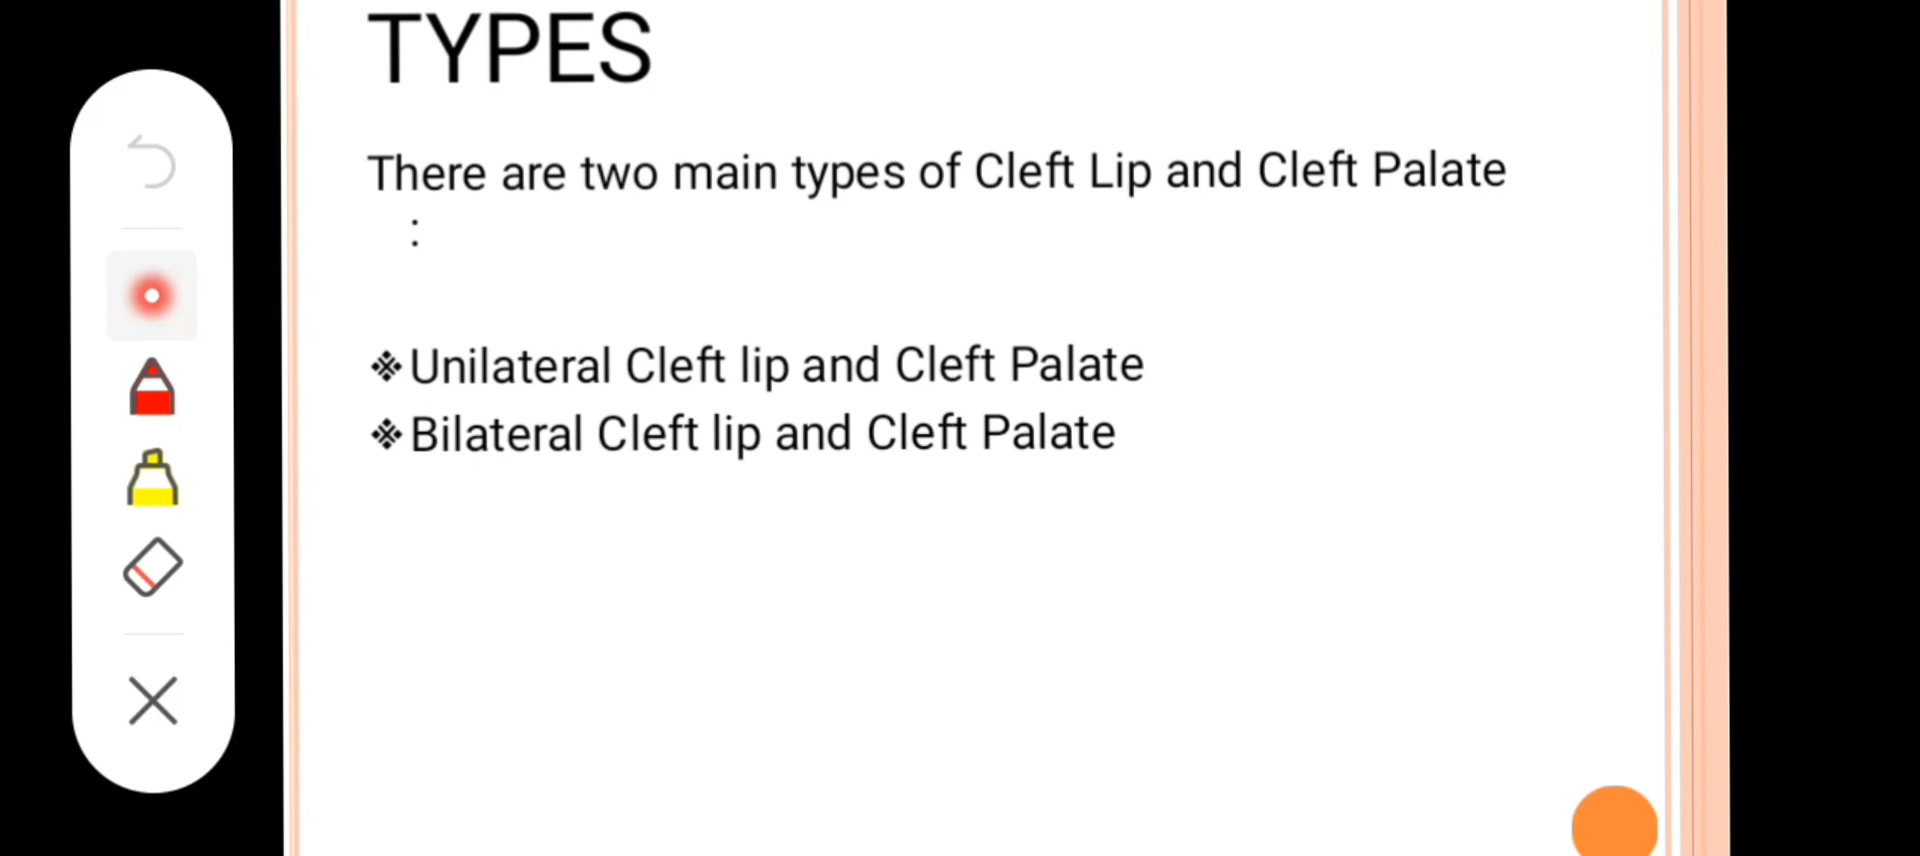 TYPES
There are two main types of Cleft Lip and Cleft Palate
:
❖Unilateral Cleft lip and Cleft Palate
❖Bilateral Cleft lip and Cleft Palate